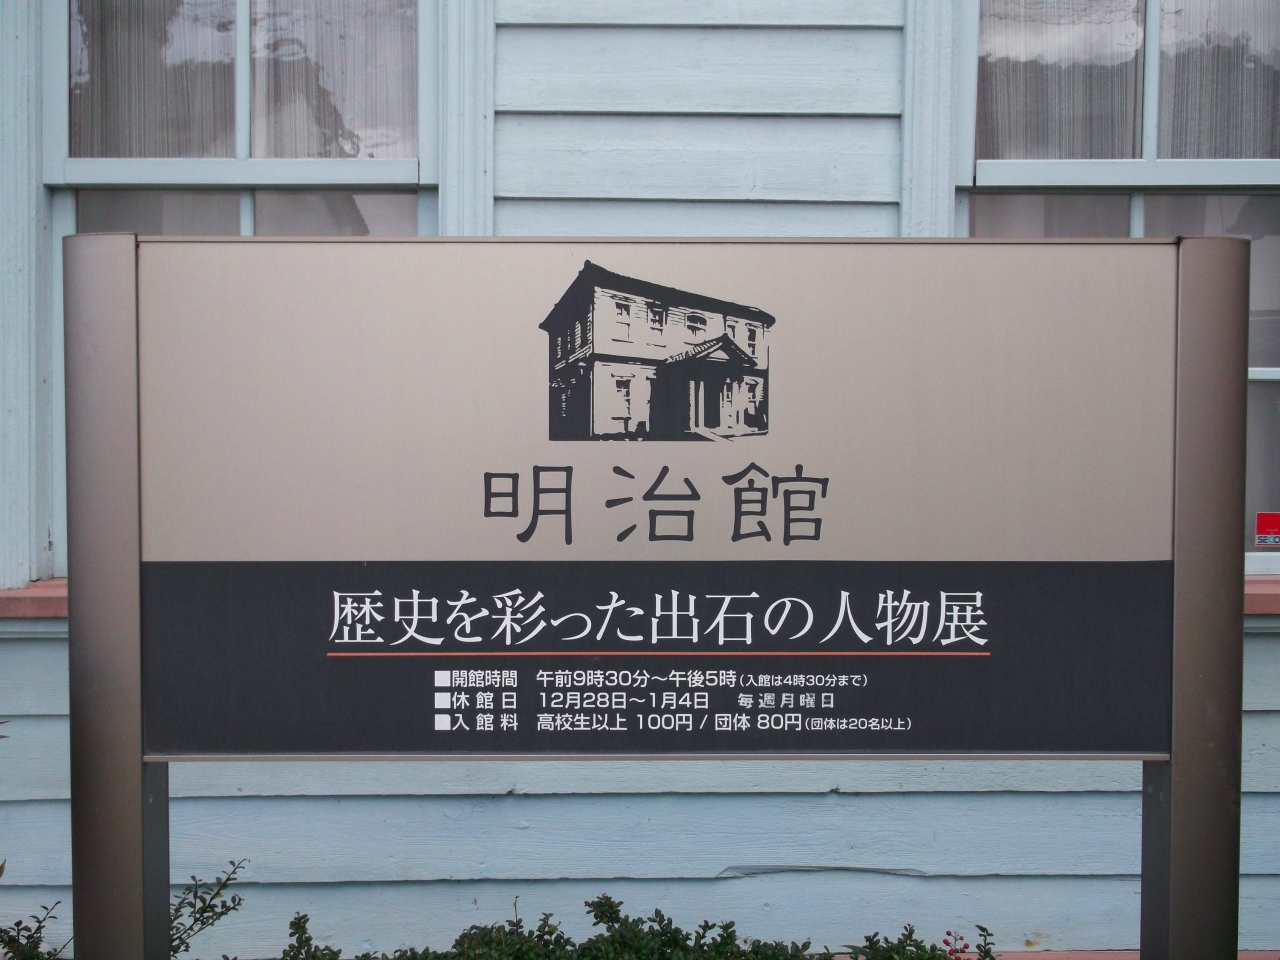 明治館
歴史を彩った出石の人物展
■開館時間 午前9時30分〜午後5時(入館は4時30分まで)
■休館日 12月28日〜1月4日 毎週月曜日
■入館料 高校生以上 100円 / 団体 80円(団体は20名以上)